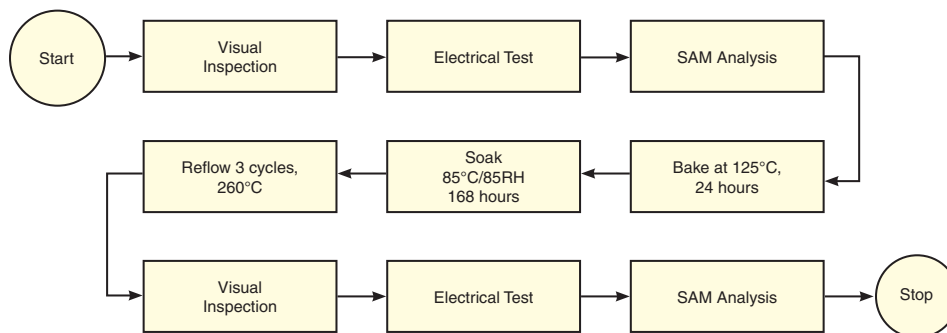 Start
Visual
Inspection
Electrical Test
SAM Analysis
Bake at 125°C,
24 hours
Soak
85°C/85RH
168 hours
Reflow 3 cycles,
260°C
Visual
Inspection
Electrical Test
SAM Analysis
Stop